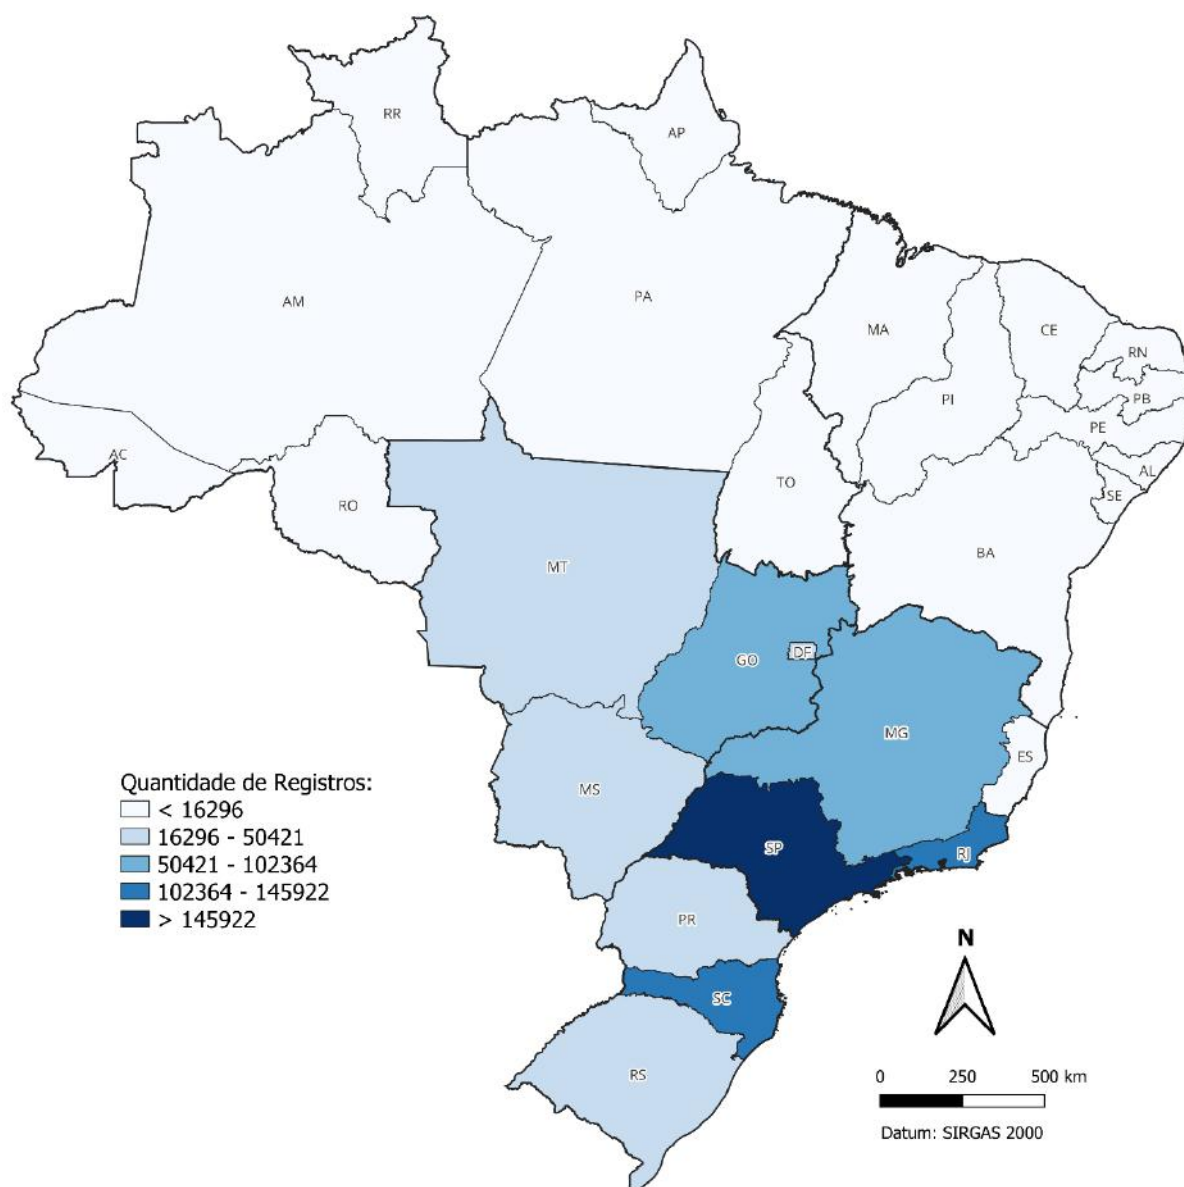 RR
AP
AM
PA
MA
CE
RN
PI
PB
PE
AC
AL
TO
SE
RO
BA
MT
DF
GO
MG
ES
MS
SP
RJ
PR
SC
RS
Quantidade de Registros:
< 16296
16296 - 50421
50421 - 102364
102364 - 145922
> 145922
N
0 250 500 km
Datum: SIRGAS 2000